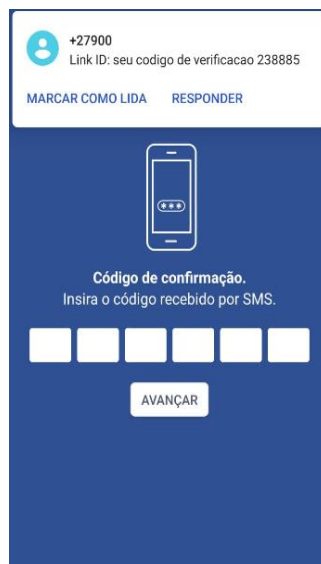 +27900
Link ID: seu codigo de verificacao 238885
MARCAR COMO LIDA RESPONDER
***
Código de confirmação.
Insira o código recebido por SMS.
AVANÇAR